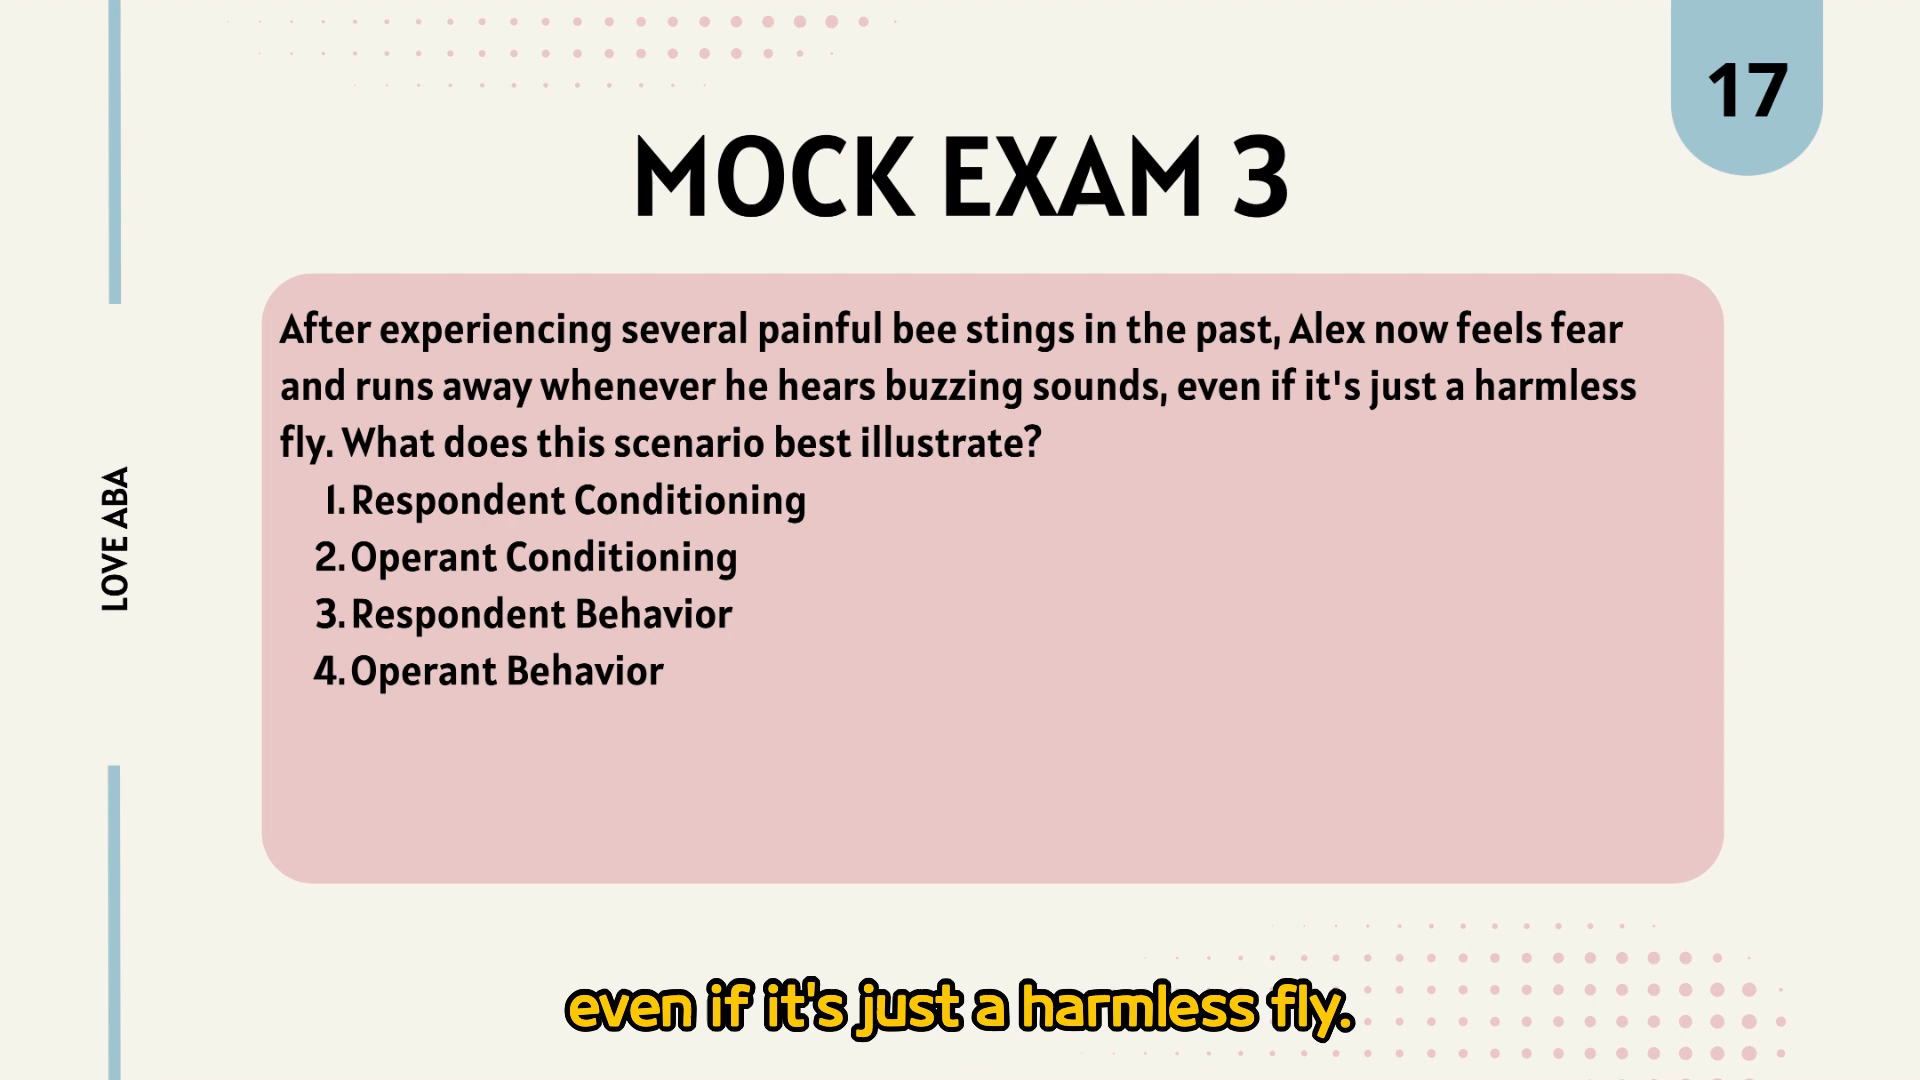 17
MOCK EXAM 3
After experiencing several painful bee stings in the past, Alex now feels fear
and runs away whenever he hears buzzing sounds, even if it's just a harmless
fly. What does this scenario best illustrate?
1. Respondent Conditioning
2. Operant Conditioning
3. Respondent Behavior
4. Operant Behavior
LOVE ABA
even if it's just a harmless fly.